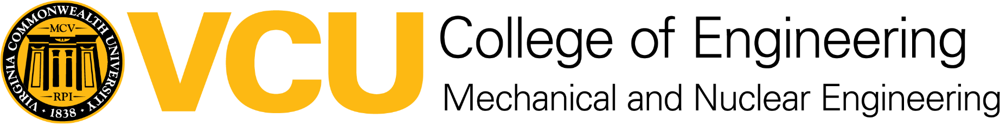 VIRGINIA COMMONWEALTH UNIVERSITY
MCV
RPI
· 1838 ·
VCU
College of Engineering
Mechanical and Nuclear Engineering